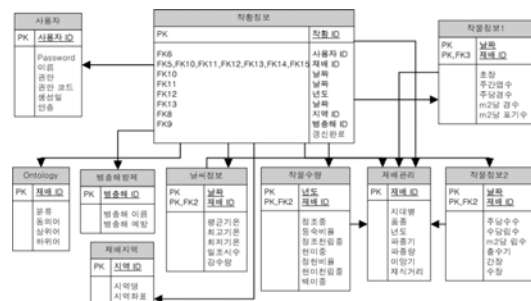 작황정보
PK 작황 ID
FK6 사용자 ID
FK5,FK10,FK11,FK12,FK13,FK14,FK15 재배 ID
FK10 날짜
FK11 날짜
FK12 년도
FK13 날짜
FK8 지역 ID
FK9 병충해 ID
갱신완료
사용자
PK 사용자 ID
Password
이름
권한
권한 코드
생성일
인증
작물정보1
PK 날짜
PK,FK3 재배 ID
초장
주간엽수
주당경수
m2당 경수
m2당 포기수
Ontology
PK 재배 ID
분류
동의어
상위어
하위어
병충해방제
PK 병충해 ID
병충해 이름
병충해 예방
날씨정보
PK 날짜
PK,FK2 재배 ID
평균기온
최고기온
최저기온
일조시수
강수량
작물수량
PK 년도
PK,FK2 재배 ID
정조중
등숙비율
정조천립중
현미중
정현비율
현미천립중
백미중
재배관리
PK 재배 ID
지대별
품종
년도
파종기
파종량
이앙기
재식거리
작물정보2
PK 날짜
PK,FK2 재배 ID
주당수수
수당립수
m2당 립수
출수기
간장
수장
재배지역
PK 지역 ID
지역명
지역좌표